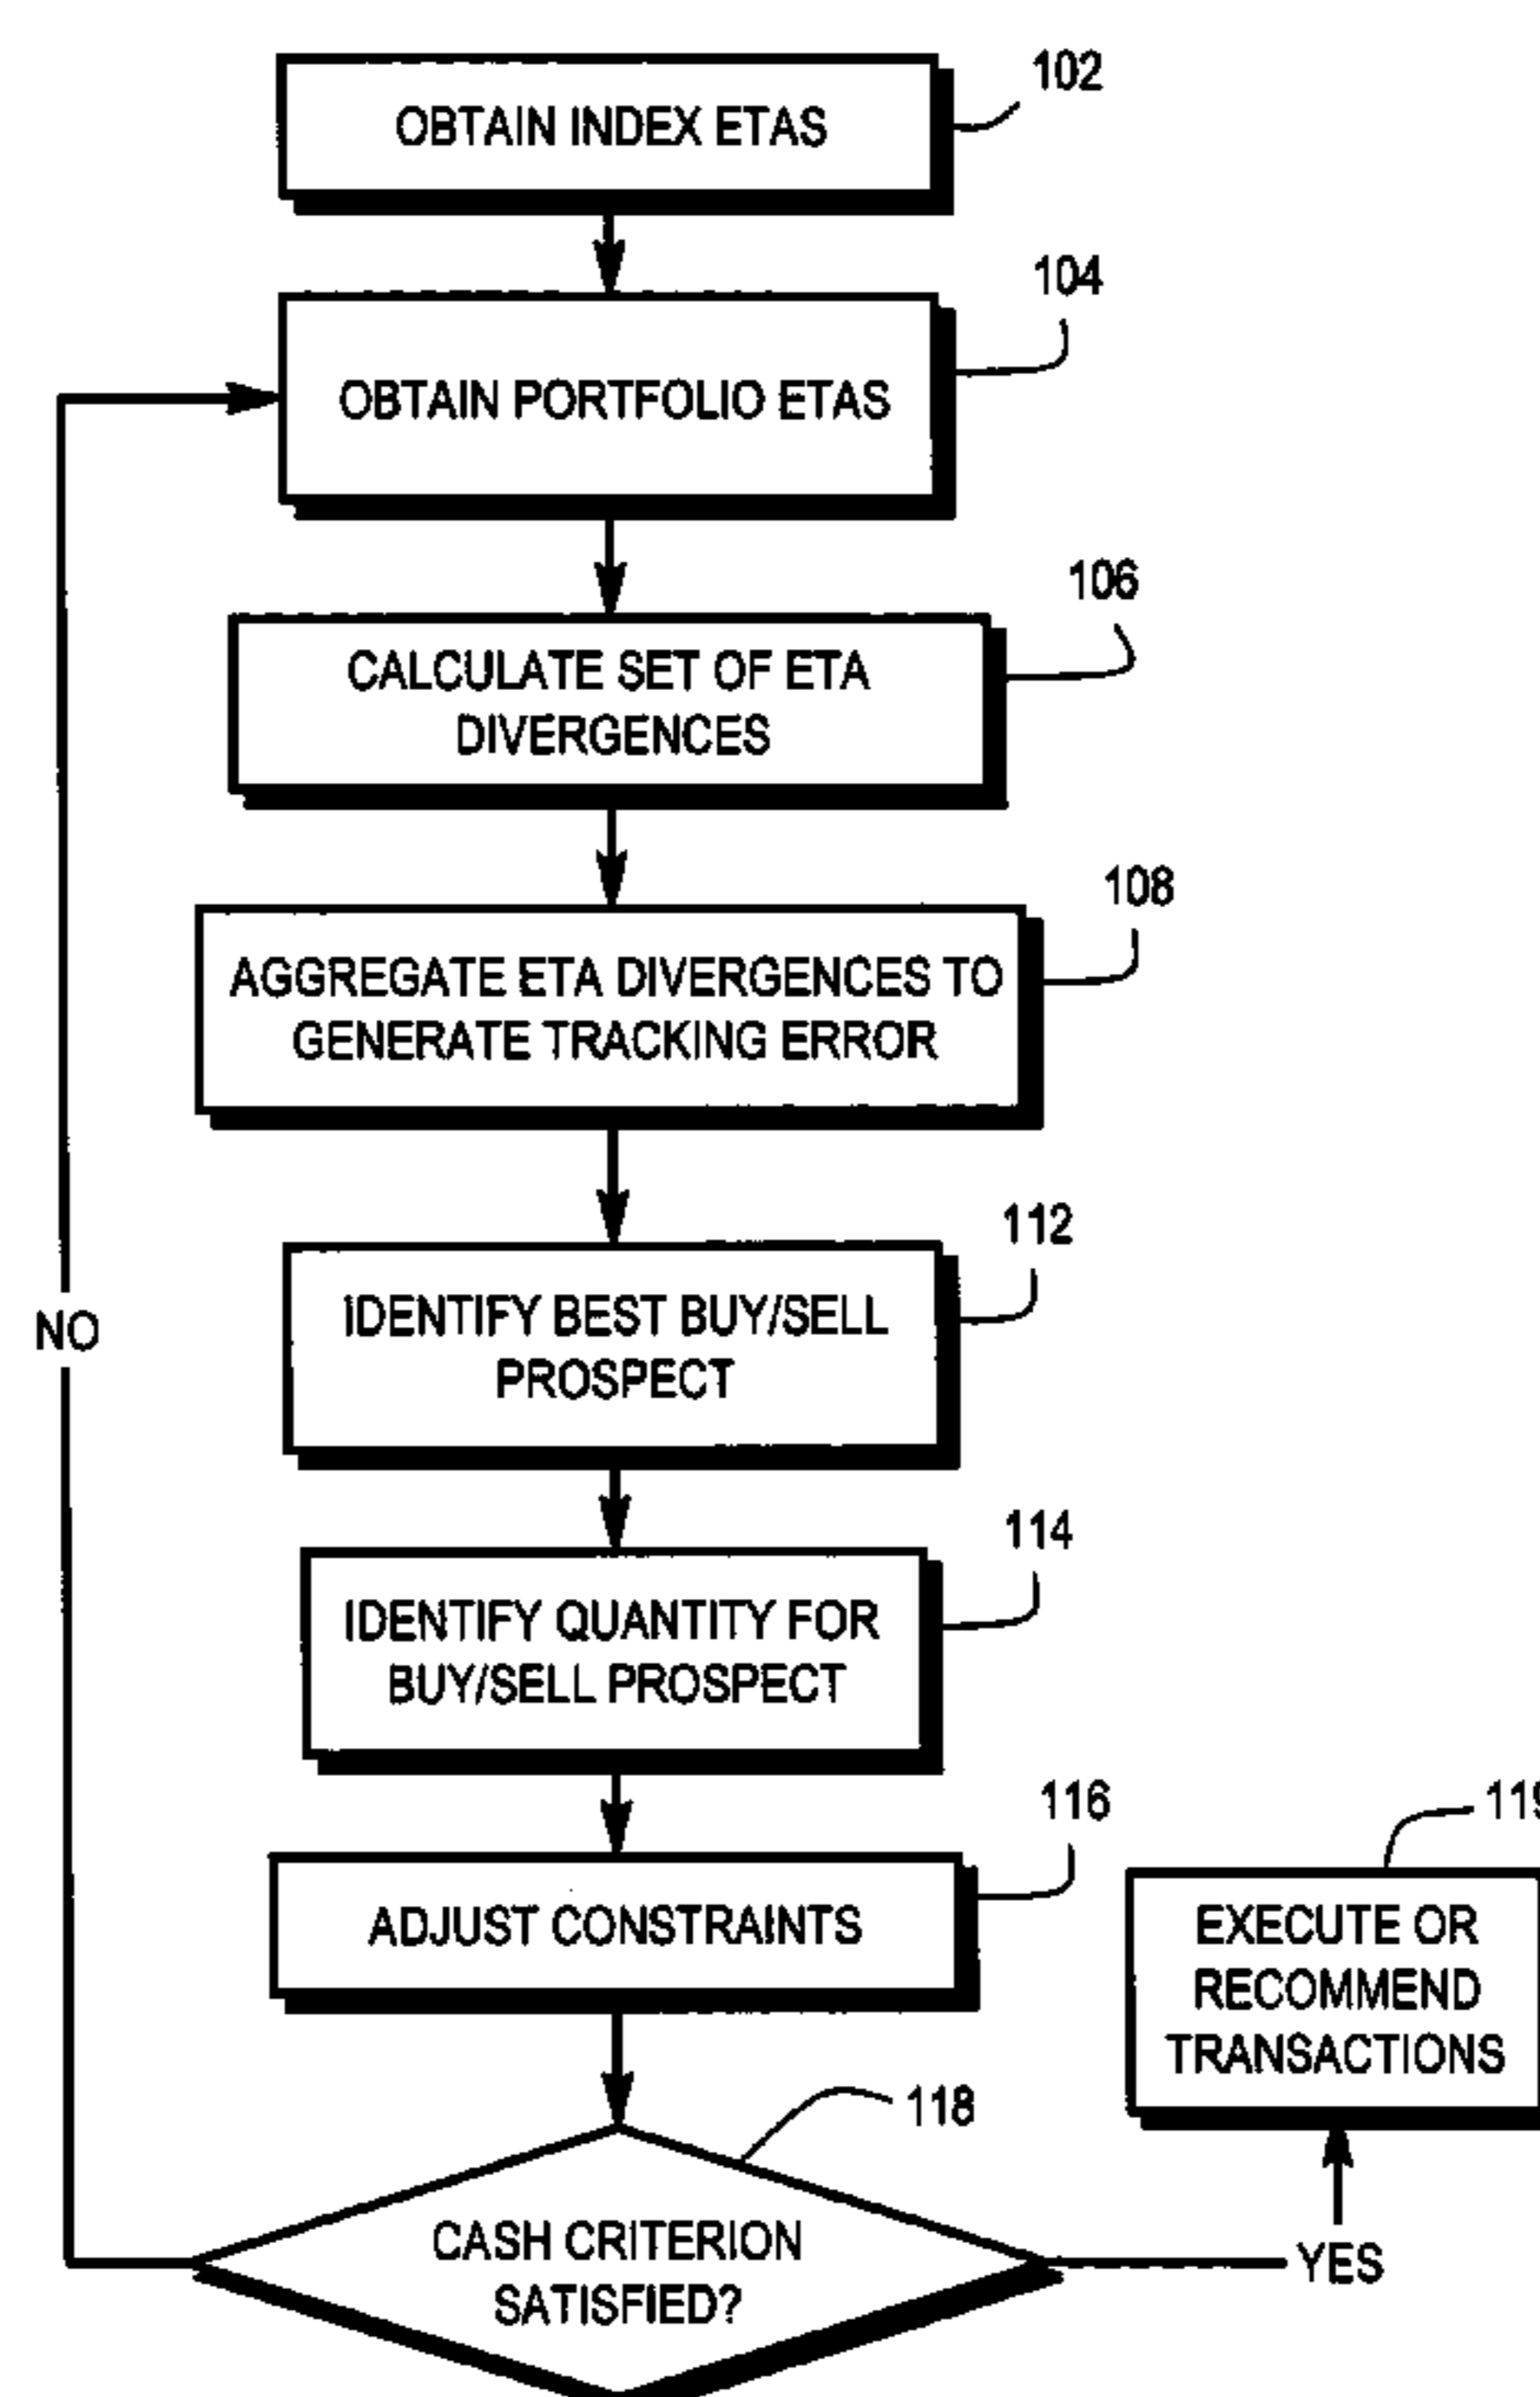 102
OBTAIN INDEX ETAS
104
OBTAIN PORTFOLIO ETAS
106
CALCULATE SET OF ETA
DIVERGENCES
108
AGGREGATE ETA DIVERGENCES TO
GENERATE TRACKING ERROR
112
IDENTIFY BEST BUY/SELL
PROSPECT
NO
114
IDENTIFY QUANTITY FOR
BUY/SELL PROSPECT
116
ADJUST CONSTRAINTS
119
EXECUTE OR
RECOMMEND
TRANSACTIONS
118
CASH CRITERION
SATISFIED?
YES